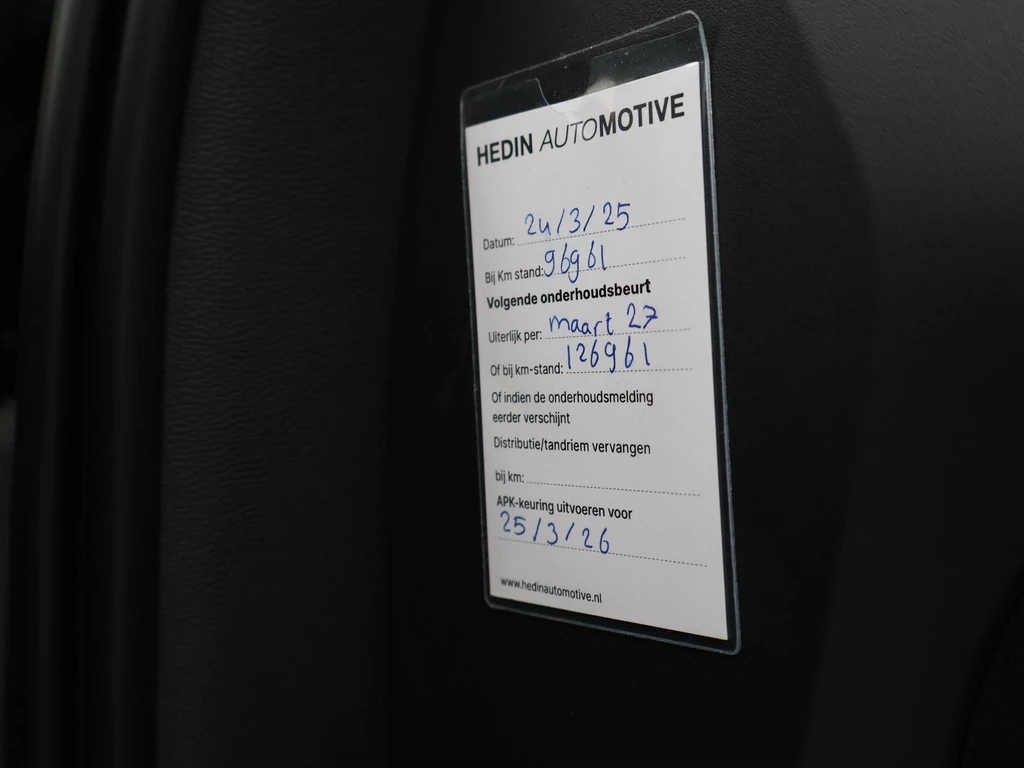 HEDIN AUTOMOTIVE
Datum: 24/3/25
Bij Km stand: 96961
Volgende onderhoudsbeurt
Uiterlijk per: maart 27
Of bij km-stand: 126961
Of indien de onderhoudsmelding
eerder verschijnt
Distributie/tandriem vervangen
bij km:
APK-keuring uitvoeren voor
25/3/26
www.hedinautomotive.nl